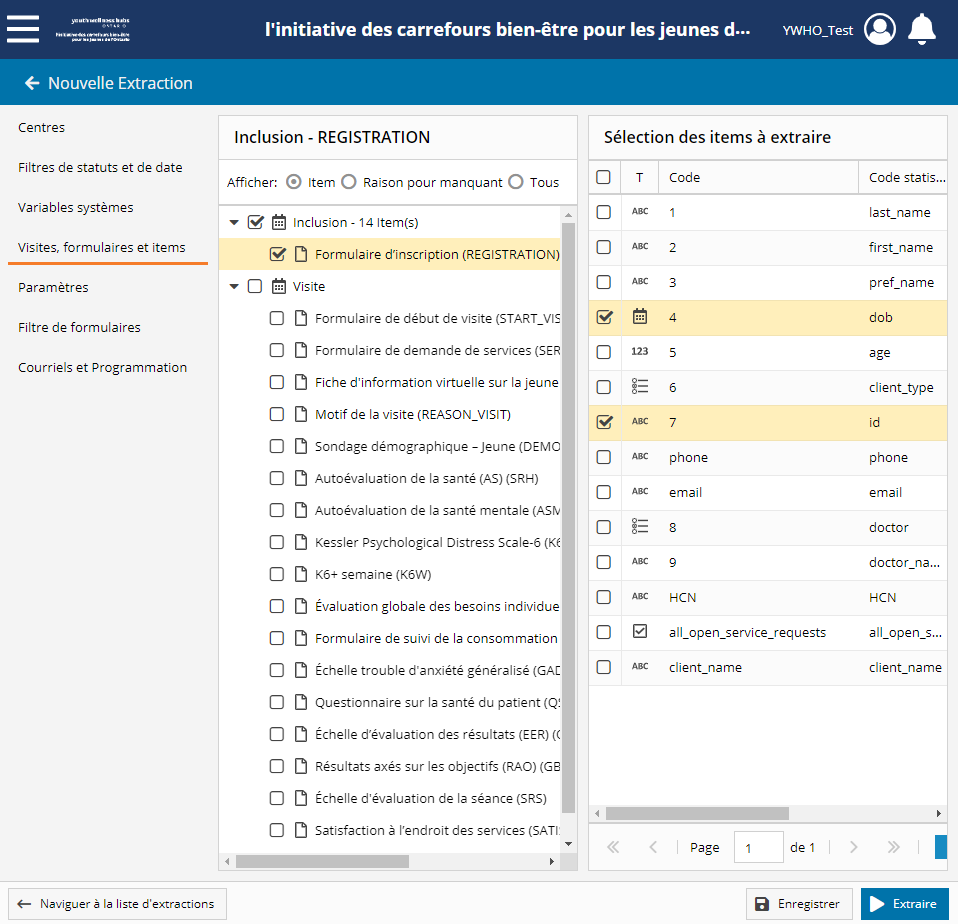 youth wellness hubs
ONTARIO
l'initiative des carrefours bien-être
pour les jeunes de l'Ontario
l'initiative des carrefours bien-être pour les jeunes d...
YWHO_Test
Nouvelle Extraction
Centres
Filtres de statuts et de date
Variables systèmes
Visites, formulaires et items
Paramètres
Filtre de formulaires
Courriels et Programmation
Inclusion - REGISTRATION
Afficher: Item Raison pour manquant Tous
Inclusion - 14 Item(s)
Formulaire d’inscription (REGISTRATION)
Visite
Formulaire de début de visite (START_VIS
Formulaire de demande de services (SER
Fiche d'information virtuelle sur la jeune
Motif de la visite (REASON_VISIT)
Sondage démographique – Jeune (DEMO
Autoévaluation de la santé (AS) (SRH)
Autoévaluation de la santé mentale (ASM
Kessler Psychological Distress Scale-6 (K6
K6+ semaine (K6W)
Évaluation globale des besoins individue
Formulaire de suivi de la consommation
Échelle trouble d'anxiété généralisé (GAD
Questionnaire sur la santé du patient (QS
Échelle d’évaluation des résultats (EER) (O
Résultats axés sur les objectifs (RAO) (GB
Échelle d'évaluation de la séance (SRS)
Satisfaction à l’endroit des services (SATI
Sélection des items à extraire
T Code Code statis...
ABC 1 last_name
ABC 2 first_name
ABC 3 pref_name
4 dob
123 5 age
6 client_type
ABC 7 id
ABC phone phone
ABC email email
8 doctor
ABC 9 doctor_na...
ABC HCN HCN
all_open_service_requests all_open_s...
ABC client_name client_name
Page 1 de 1
Naviguer à la liste d'extractions
Enregistrer
Extraire